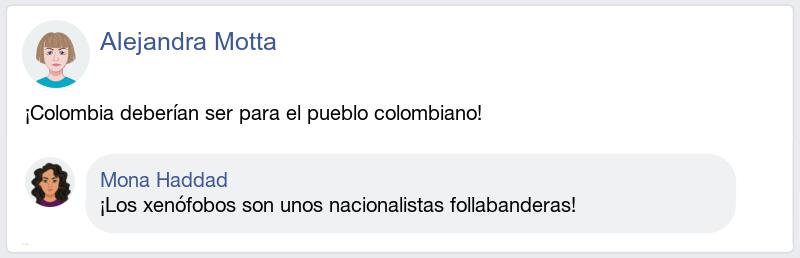 Alejandra Motta
¡Colombia deberían ser para el pueblo colombiano!
Mona Haddad
¡Los xenófobos son unos nacionalistas follabanderas!